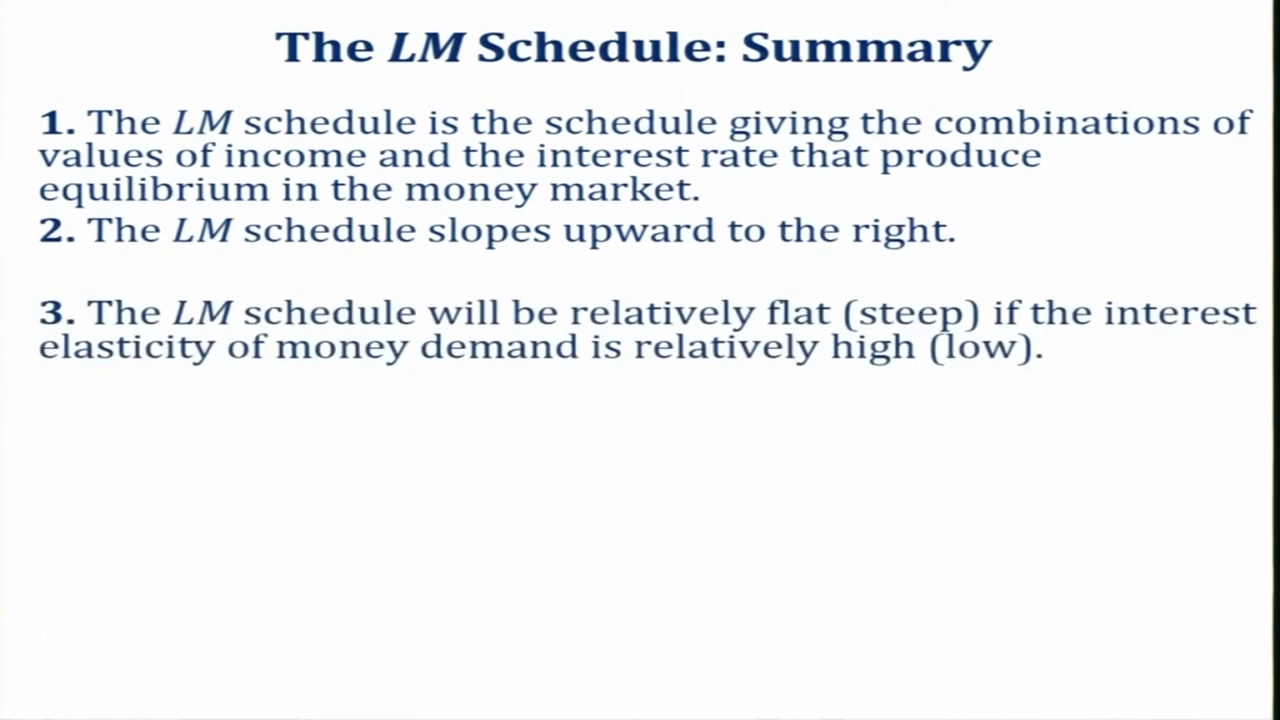 The LM Schedule: Summary
1. The LM schedule is the schedule giving the combinations of
values of income and the interest rate that produce
equilibrium in the money market.
2. The LM schedule slopes upward to the right.
3. The LM schedule will be relatively flat (steep) if the interest
elasticity of money demand is relatively high (low).